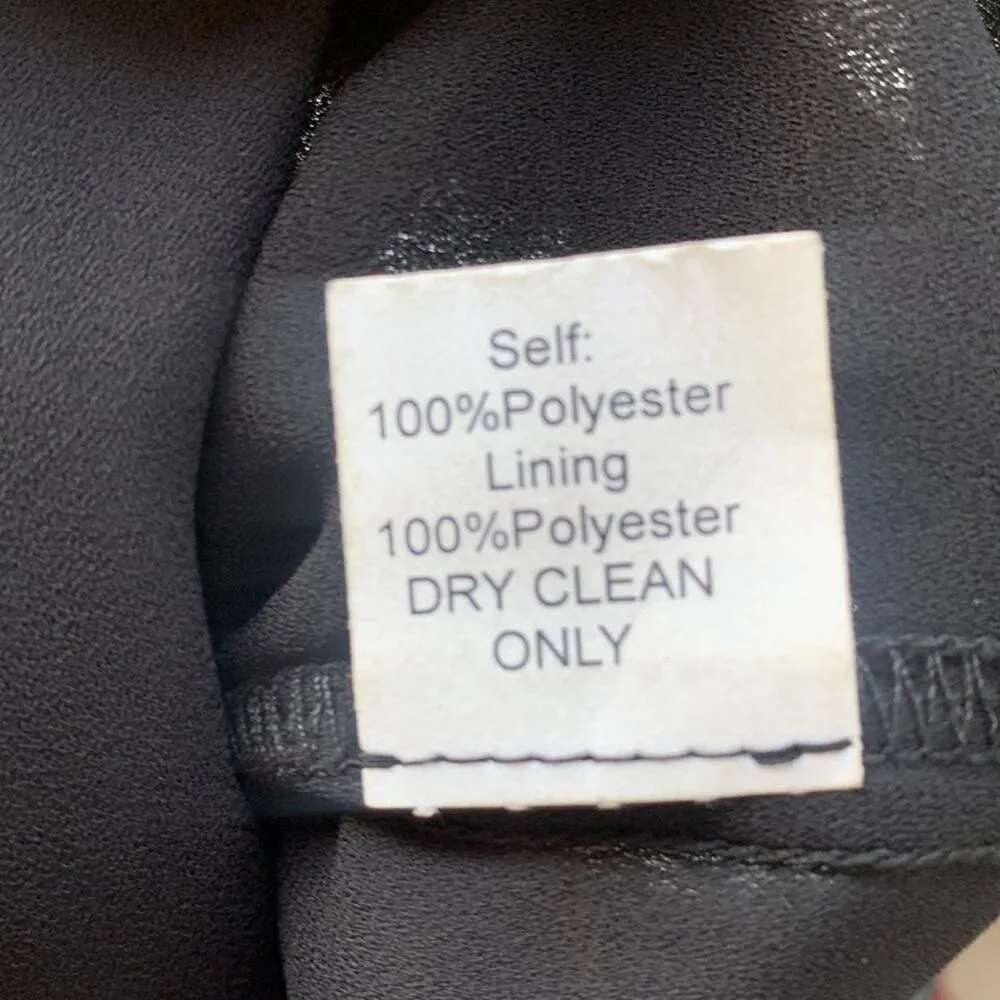 Self:
100%Polyester
Lining
100%Polyester
DRY CLEAN
ONLY